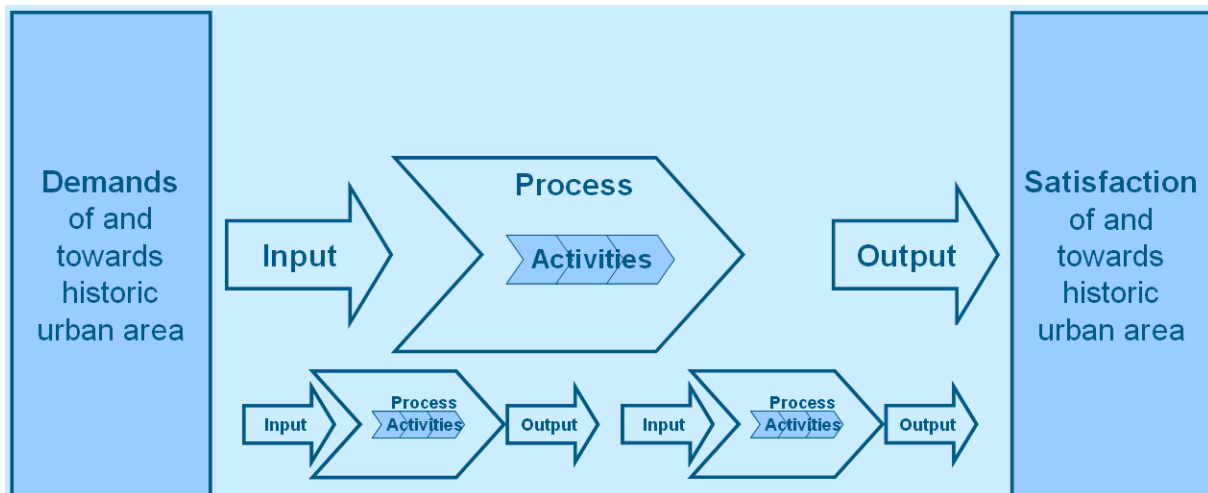 Demands
of and
towards
historic
urban area
Input
Process
Activities
Output
Satisfaction
of and
towards
historic
urban area
Input
Process
Activities
Output
Input
Process
Activities
Output